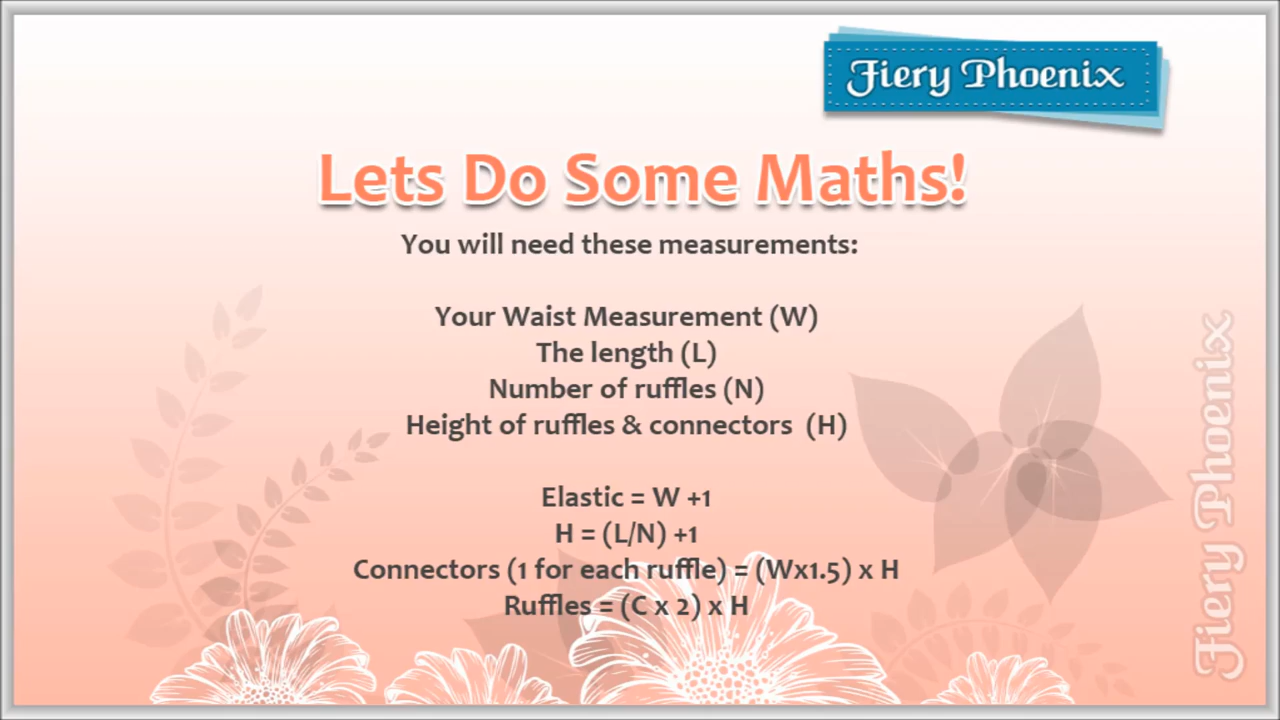 Fiery Phoenix
Lets Do Some Maths!
You will need these measurements:
Your Waist Measurement (W)
The length (L)
Number of ruffles (N)
Height of ruffles & connectors (H)
Elastic = W +1
H = (L/N) +1
Connectors (1 for each ruffle) = (Wx1.5) x H
Ruffles = (C x 2) x H
Fiery Phoenix